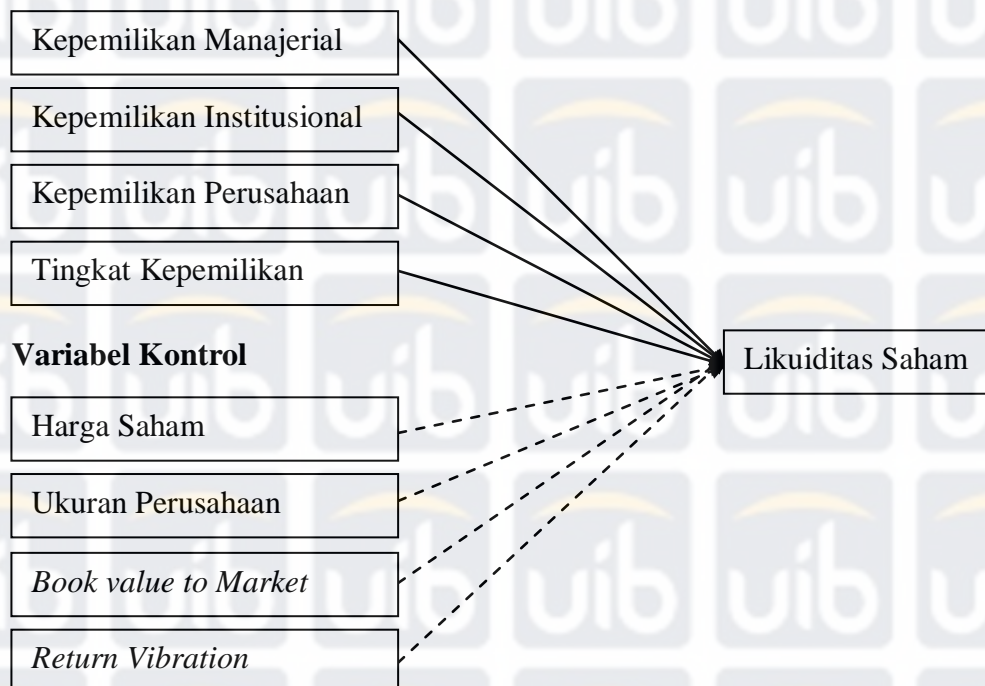 Kepemilikan Manajerial
Kepemilikan Institusional
Kepemilikan Perusahaan
Tingkat Kepemilikan
Variabel Kontrol
Likuiditas Saham
Harga Saham
Ukuran Perusahaan
Book value to Market
Return Vibration
uib